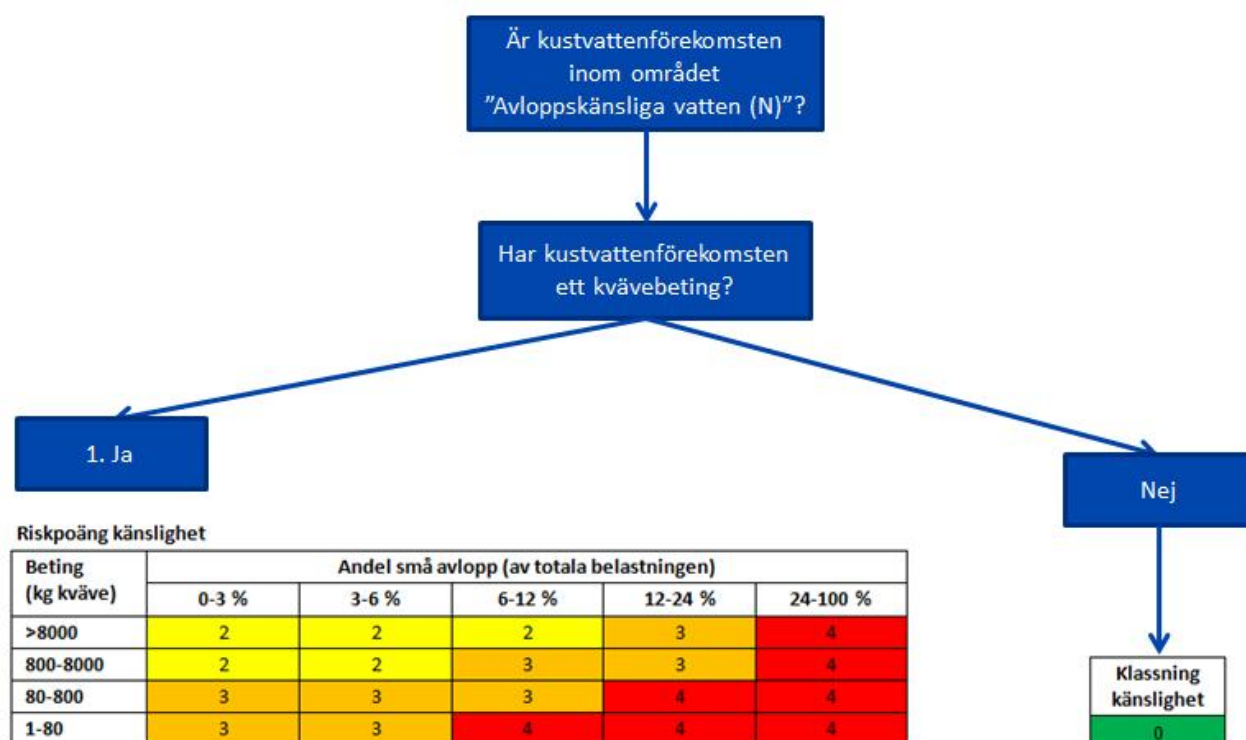 Är kustvattenförekomsten
inom området
”Avloppskänsliga vatten (N)”?
Har kustvattenförekomsten
ett kvävebeting?
1. Ja
Nej
Riskpoäng känslighet
Beting
(kg kväve)
Andel små avlopp (av totala belastningen)
0-3 % 3-6 % 6-12 % 12-24 % 24-100 %
>8000 2 2 2 3 4
800-8000 2 2 3 3 4
80-800 3 3 3 4 4
1-80 3 3 4 4 4
Klassning
känslighet
0